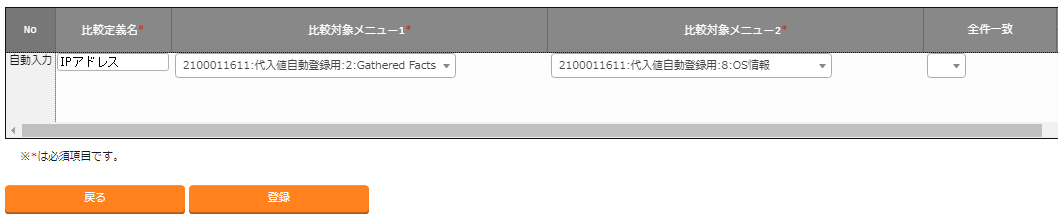 No 比較定義名* 比較対象メニュー1* 比較対象メニュー2* 全件一致
自動入力 IPアドレス 2100011611:代入値自動登録用:2:Gathered Facts 2100011611:代入値自動登録用:8:OS情報
※*は必須項目です。
戻る 登録